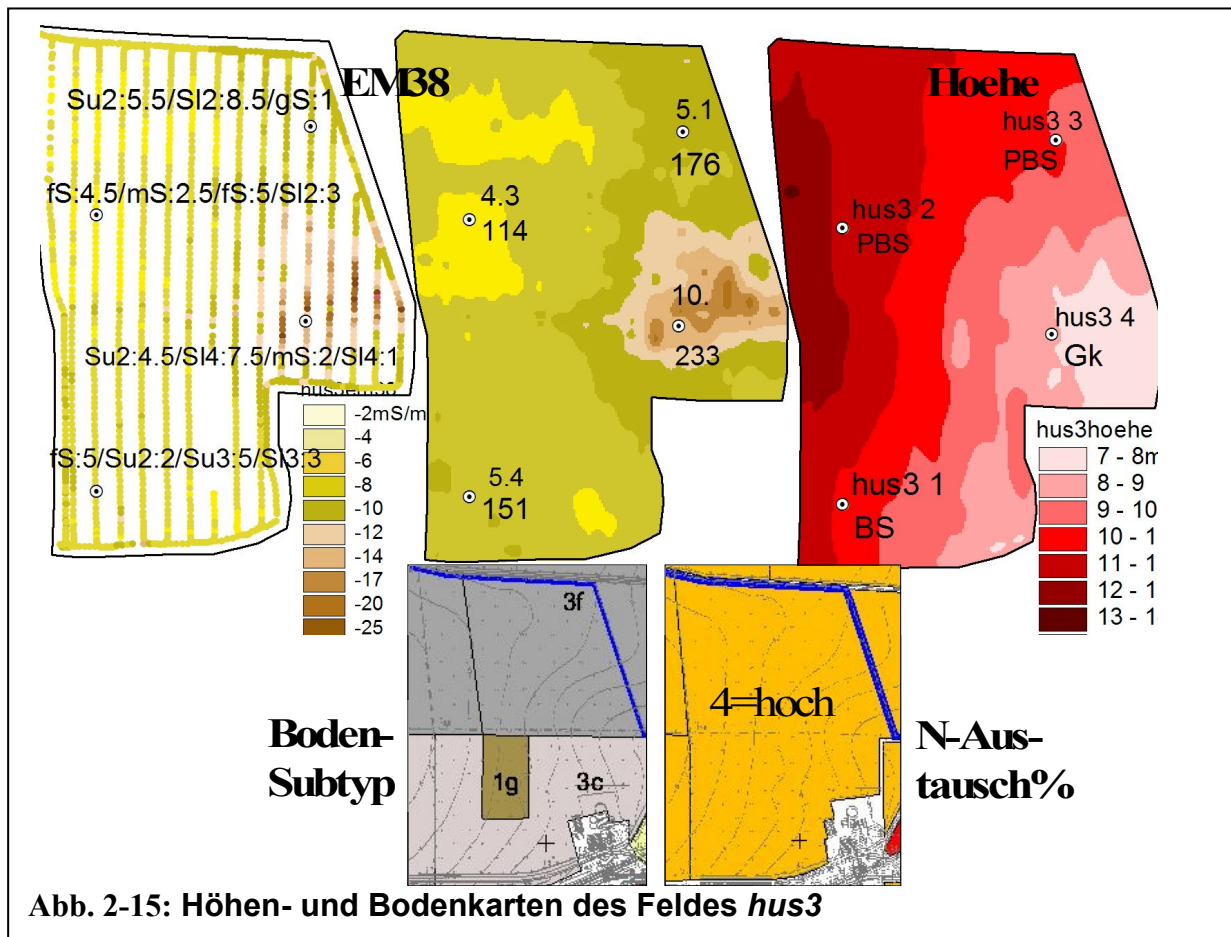 EM38
Su2:5.5/Sl2:8.5/gS:1
fS:4.5/mS:2.5/fS:5/Sl2:3
Su2:4.5/Sl4:7.5/mS:2/Sl4:1
fS:5/Su2:2/Su3:5/Sl3:3
-2mS/m
-4
-6
-8
-10
-12
-14
-17
-20
-25
5.1
176
4.3
114
10.
233
5.4
151
Hoehe
hus3 3
PBS
hus3 2
PBS
hus3 4
Gk
hus3 1
BS
hus3hoehe
7 - 8m
8 - 9
9 - 10
10 - 1
11 - 1
12 - 1
13 - 1
Boden-
Subtyp
3f
1g
3c
4=hoch
N-Aus-
tausch%
Abb. 2-15: Höhen- und Bodenkarten des Feldes hus3